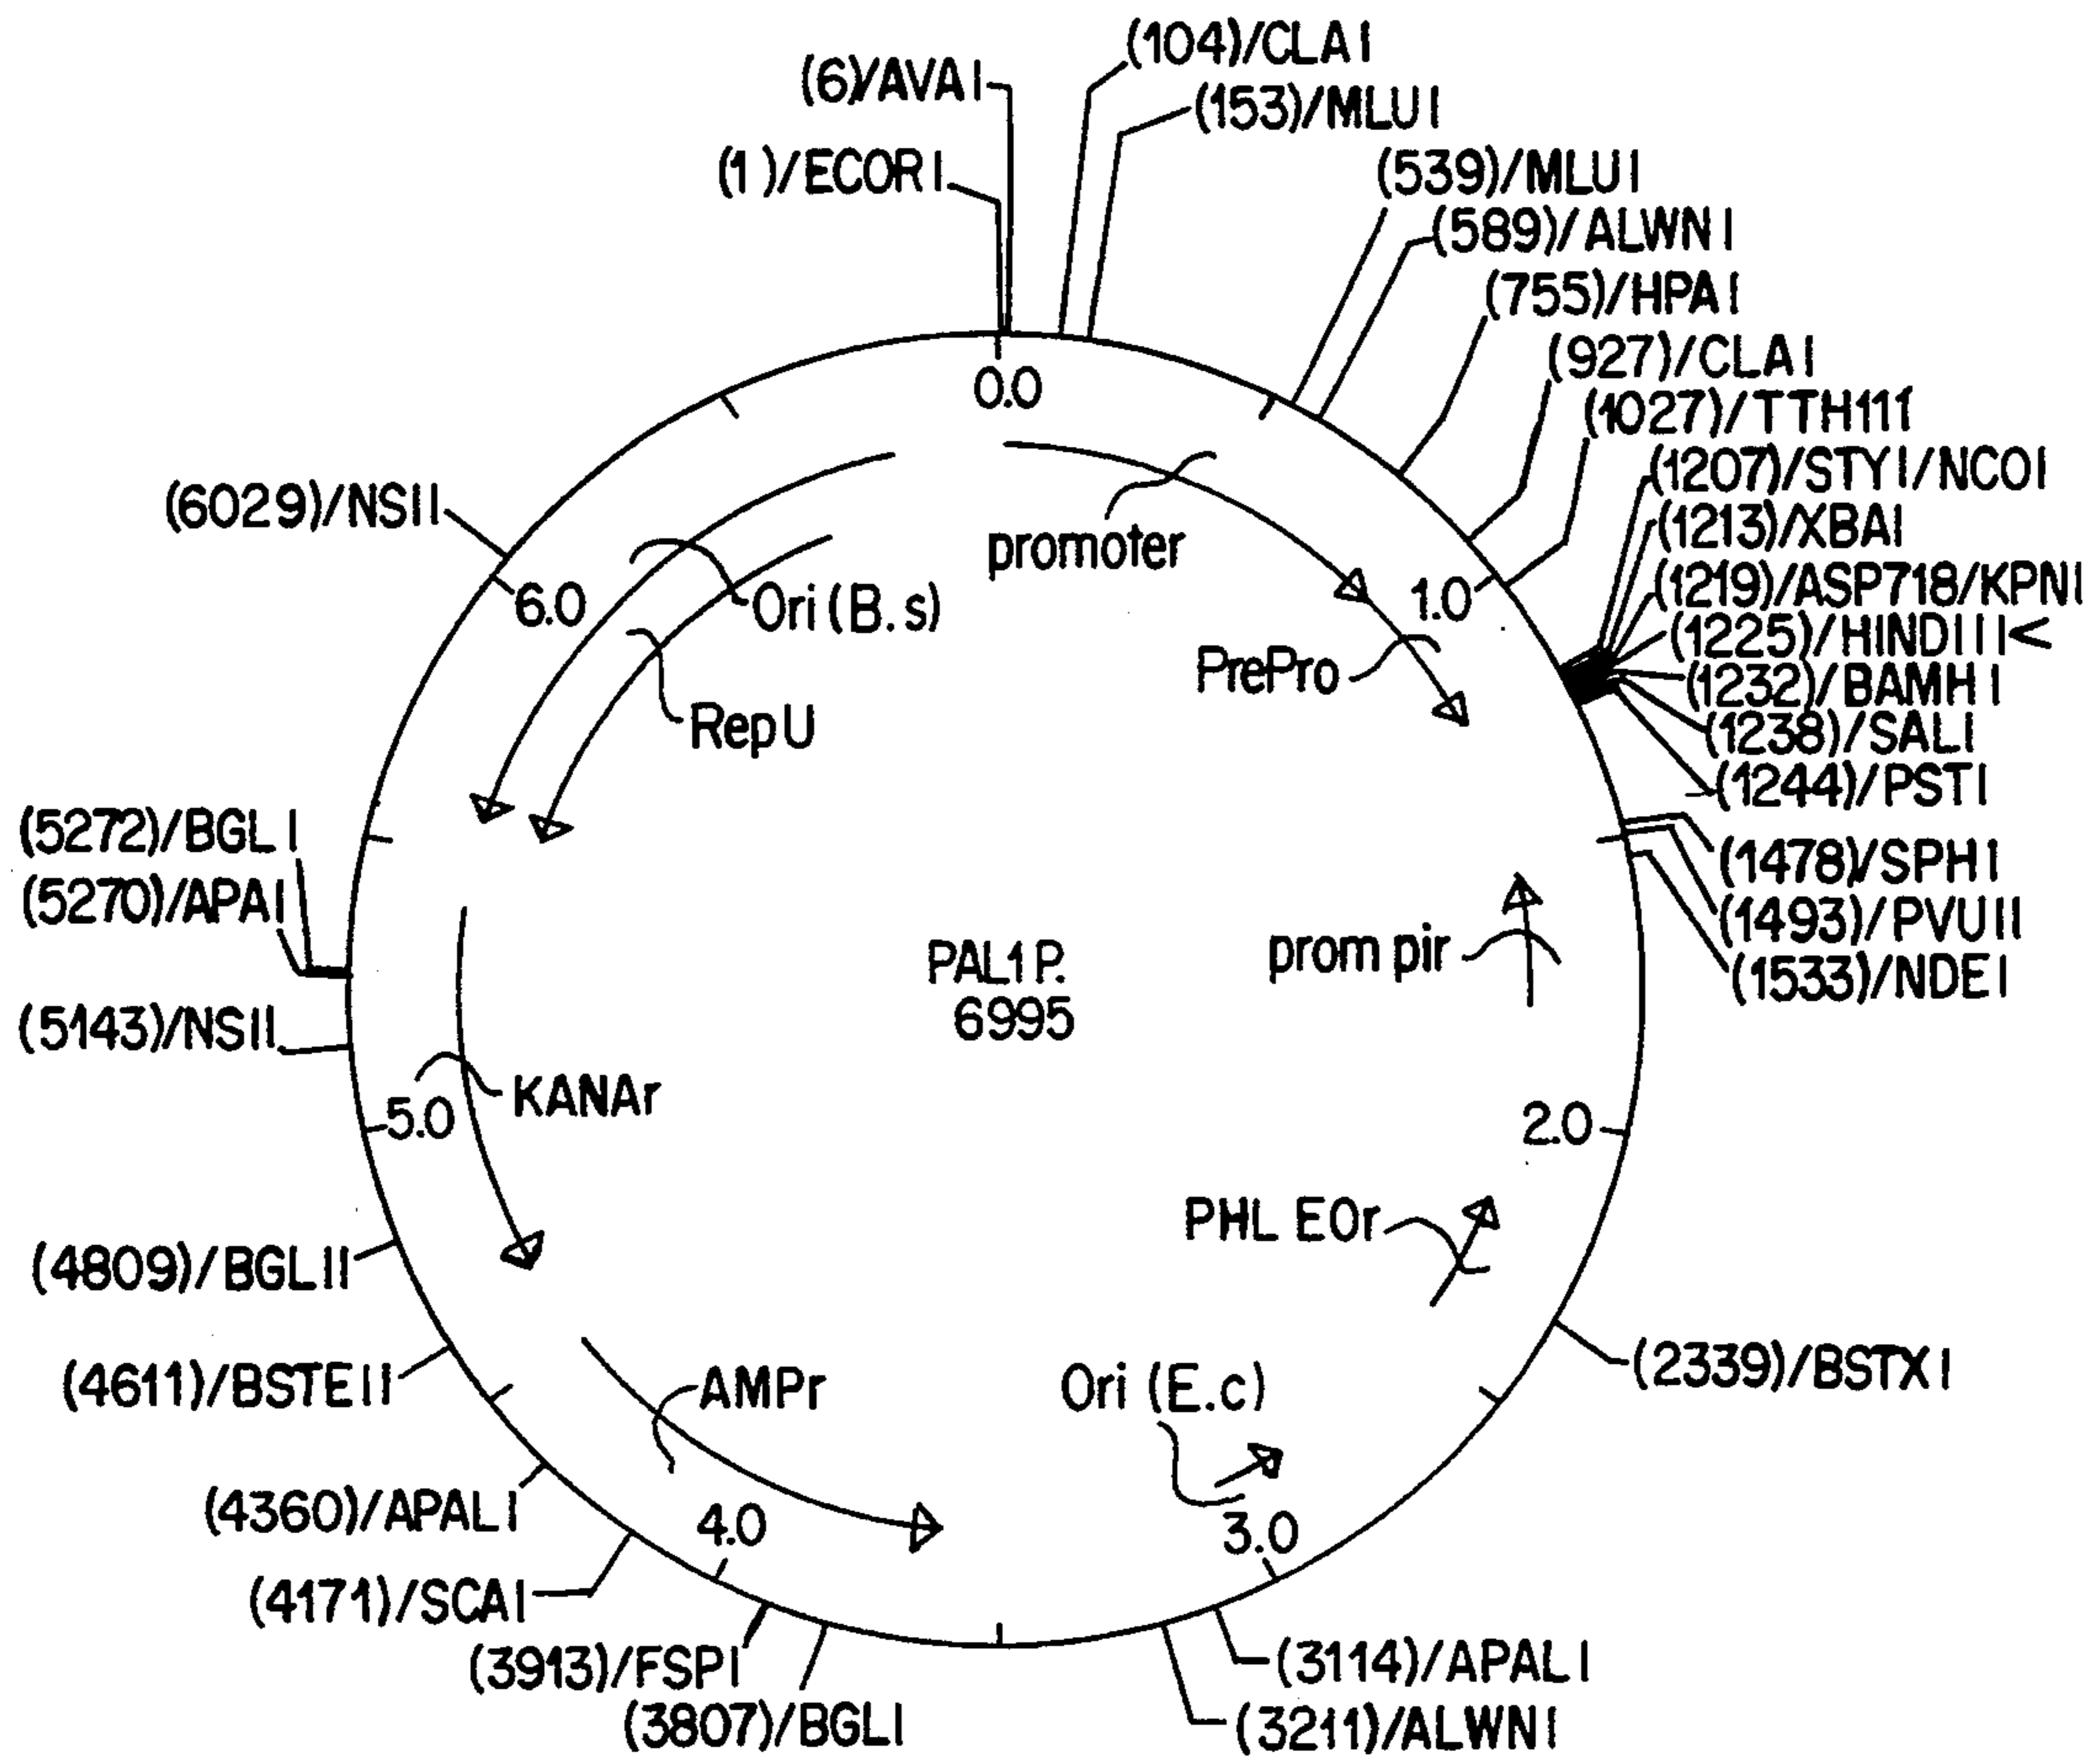 (104)/CLAI
(6)/AVAI
(153)/MLUI
(1)/ECORI
(539)/MLUI
(589)/ALWNI
(755)/HPAI
(927)/CLAI
(1027)/TTH111
(1207)/STYI/NCOI
(1213)/XBAI
(1219)/ASP718/KPNI
(1225)/HINDIII<
(1232)/BAMHI
(1238)/SALI
(1244)/PSTI
(1478)/SPHI
(1493)/PVUII
(1533)/NDEI
(2339)/BSTXI
(3114)/APALI
(3211)/ALWNI
(3807)/BGLI
(3913)/FSPI
(4171)/SCAI
(4360)/APALI
(4611)/BSTEII
(4809)/BGLII
(5143)/NSII
(5270)/APAI
(5272)/BGLI
(6029)/NSII
0.0
1.0
2.0
3.0
4.0
5.0
6.0
promoter
PrePro
prom pir
PHL EOr
Ori (E.c)
AMPr
KANAr
RepU
Ori (B.s)
PAL1P.
6995